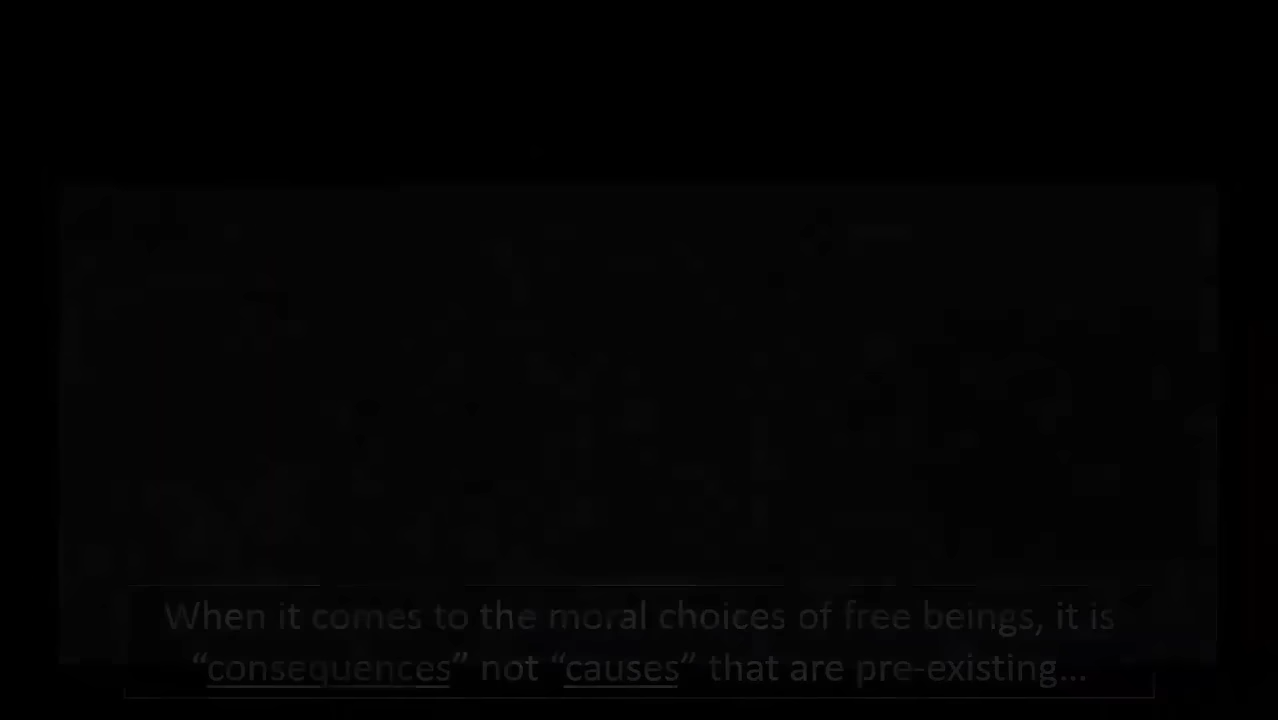 When it comes to the moral choices of free beings, it is
“consequences” not “causes” that are pre-existing...